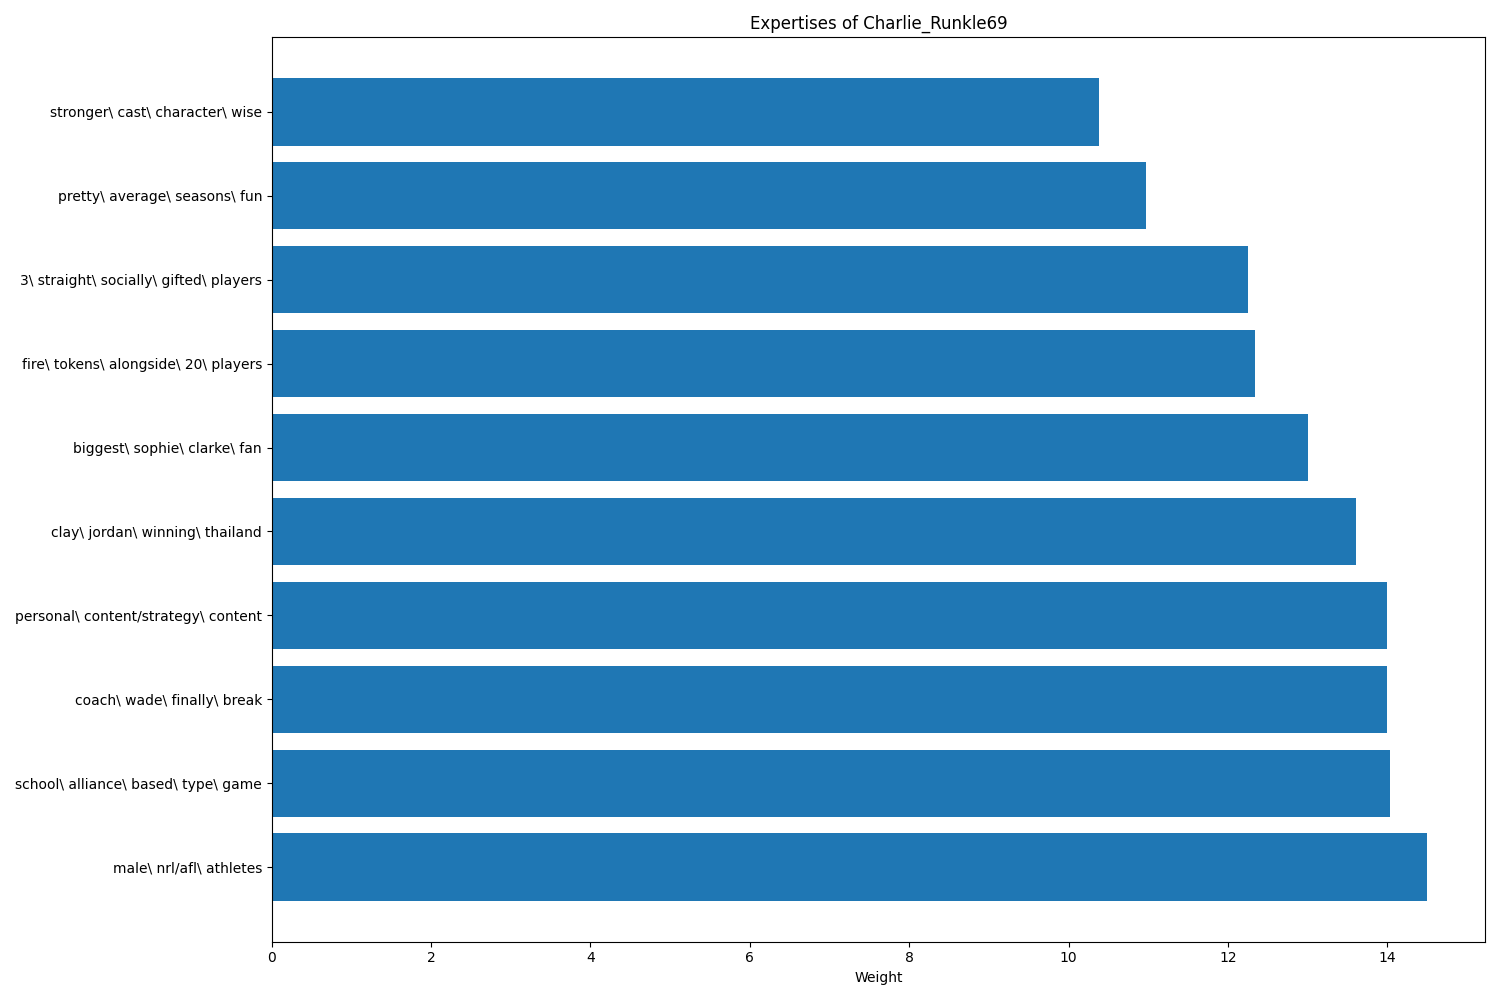 Expertises of Charlie_Runkle69
stronger\ cast\ character\ wise
pretty\ average\ seasons\ fun
3\ straight\ socially\ gifted\ players
fire\ tokens\ alongside\ 20\ players
biggest\ sophie\ clarke\ fan
clay\ jordan\ winning\ thailand
personal\ content/strategy\ content
coach\ wade\ finally\ break
school\ alliance\ based\ type\ game
male\ nrl/afl\ athletes
0 2 4 6 8 10 12 14
Weight